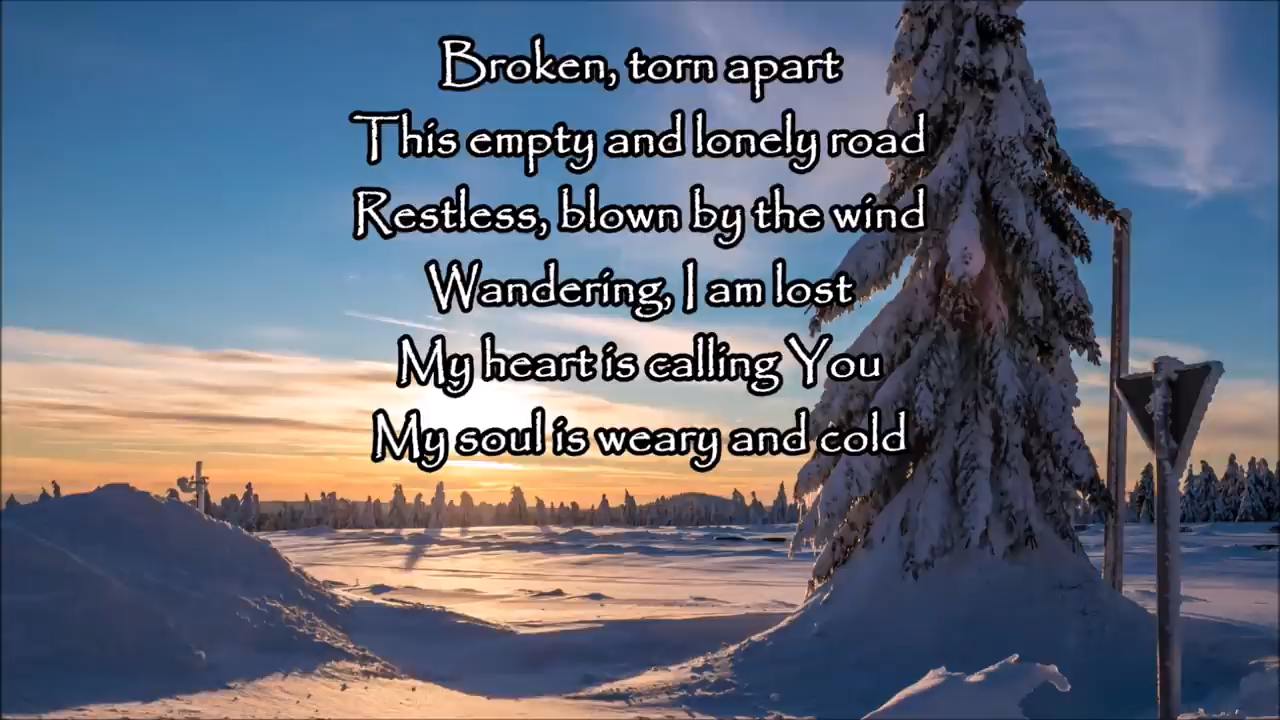 Broken, torn apart
This empty and lonely road
Restless, blown by the wind
Wandering, I am lost
My heart is calling You
My soul is weary and cold